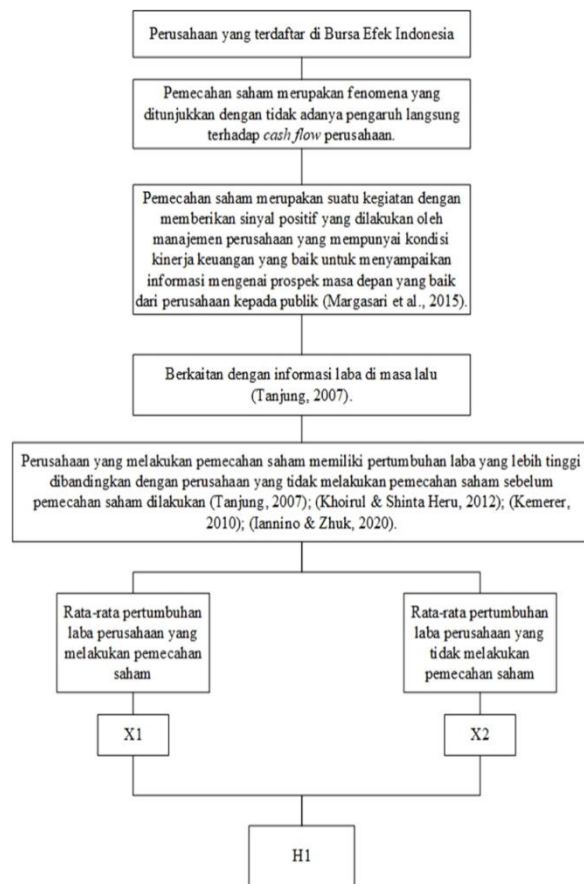 Perusahaan yang terdaftar di Bursa Efek Indonesia
Pemecahan saham merupakan fenomena yang
ditunjukkan dengan tidak adanya pengaruh langsung
terhadap cash flow perusahaan.
Pemecahan saham merupakan suatu kegiatan dengan
memberikan sinyal positif yang dilakukan oleh
manajemen perusahaan yang mempunyai kondisi
kinerja keuangan yang baik untuk menyampaikan
informasi mengenai prospek masa depan yang baik
dari perusahaan kepada publik (Margasari et al., 2015).
Berkaitan dengan informasi laba di masa lalu
(Tanjung, 2007).
Perusahaan yang melakukan pemecahan saham memiliki pertumbuhan laba yang lebih tinggi
dibandingkan dengan perusahaan yang tidak melakukan pemecahan saham sebelum
pemecahan saham dilakukan (Tanjung, 2007); (Khoirul & Shinta Heru, 2012); (Kemerer,
2010); (Iannino & Zhuk, 2020).
Rata-rata pertumbuhan
laba perusahaan yang
melakukan pemecahan
saham
Rata-rata pertumbuhan
laba perusahaan yang
tidak melakukan
pemecahan saham
X1
X2
H1